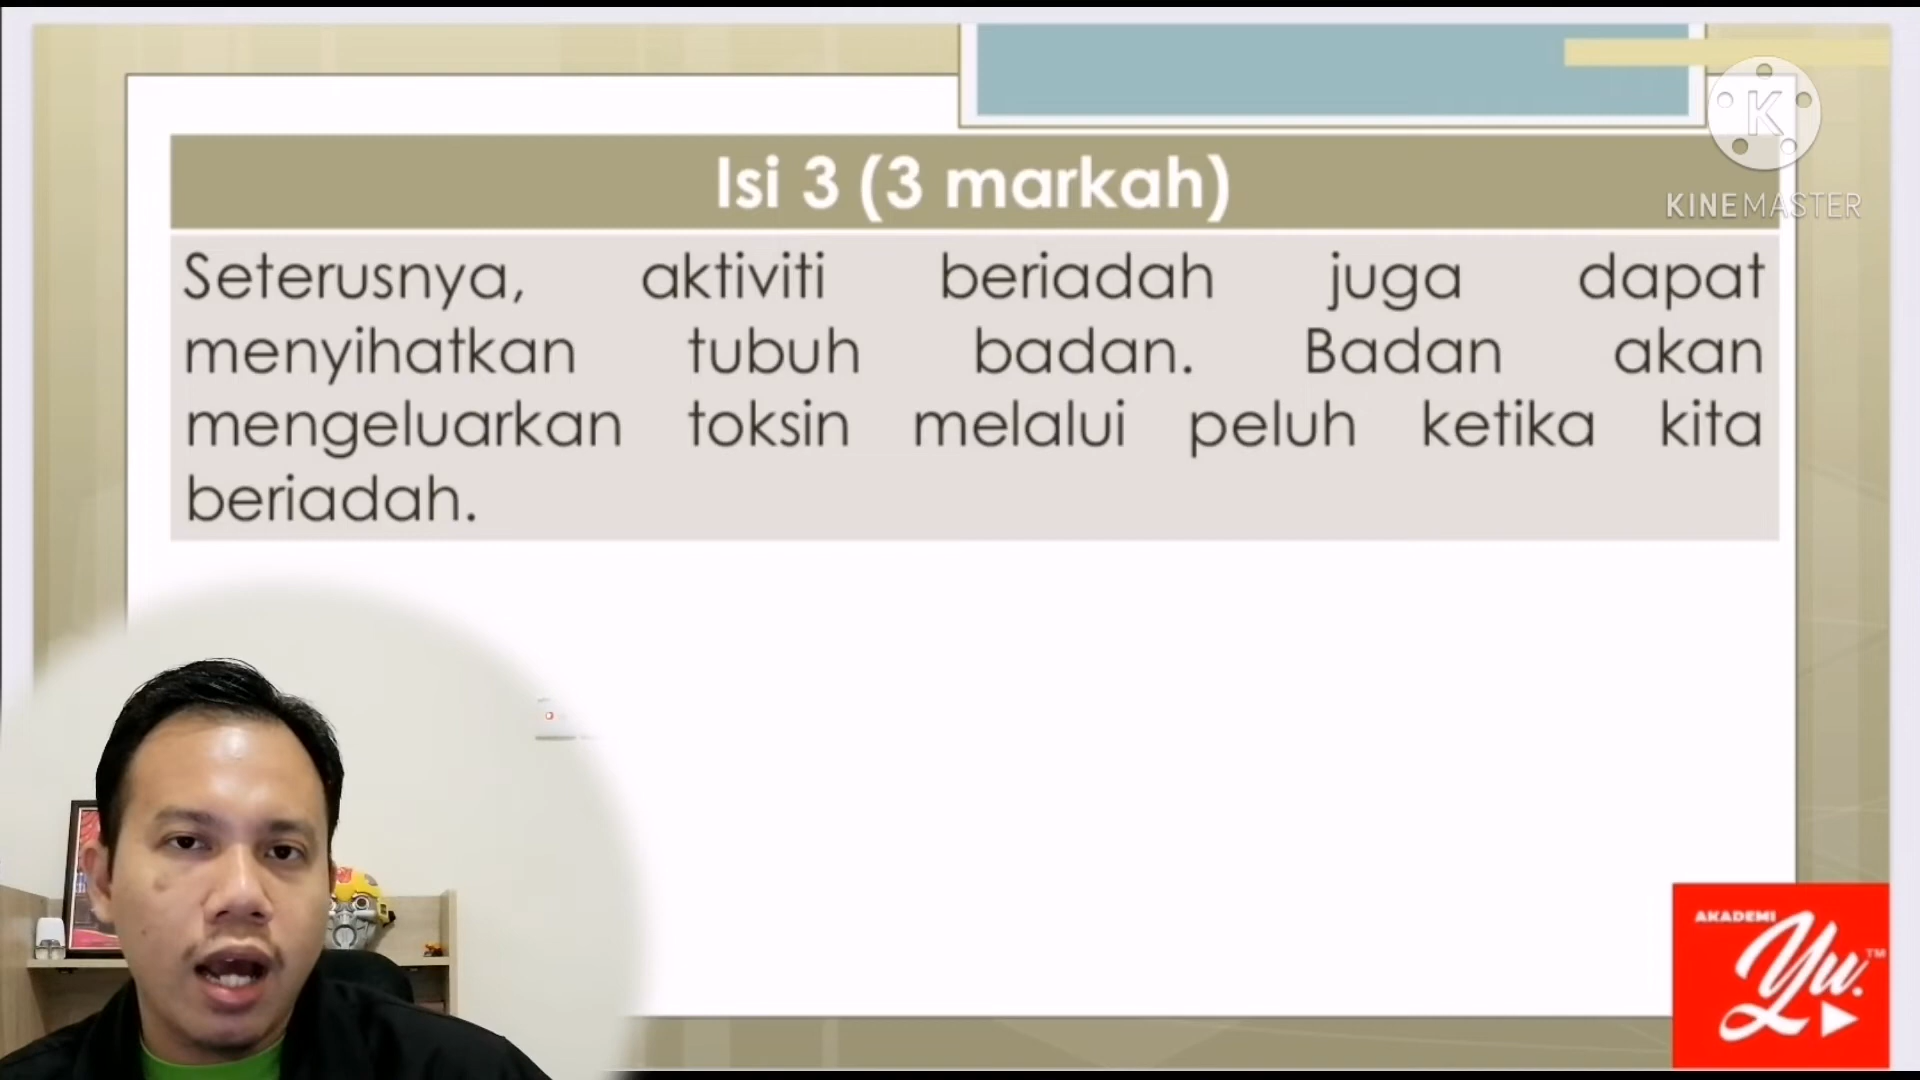 Isi 3 (3 markah)
K
KINEMASTER
Seterusnya, aktiviti beriadah juga dapat
menyihatkan tubuh badan. Badan akan
mengeluarkan toksin melalui peluh ketika kita
beriadah.
AKADEMI
Yu.™